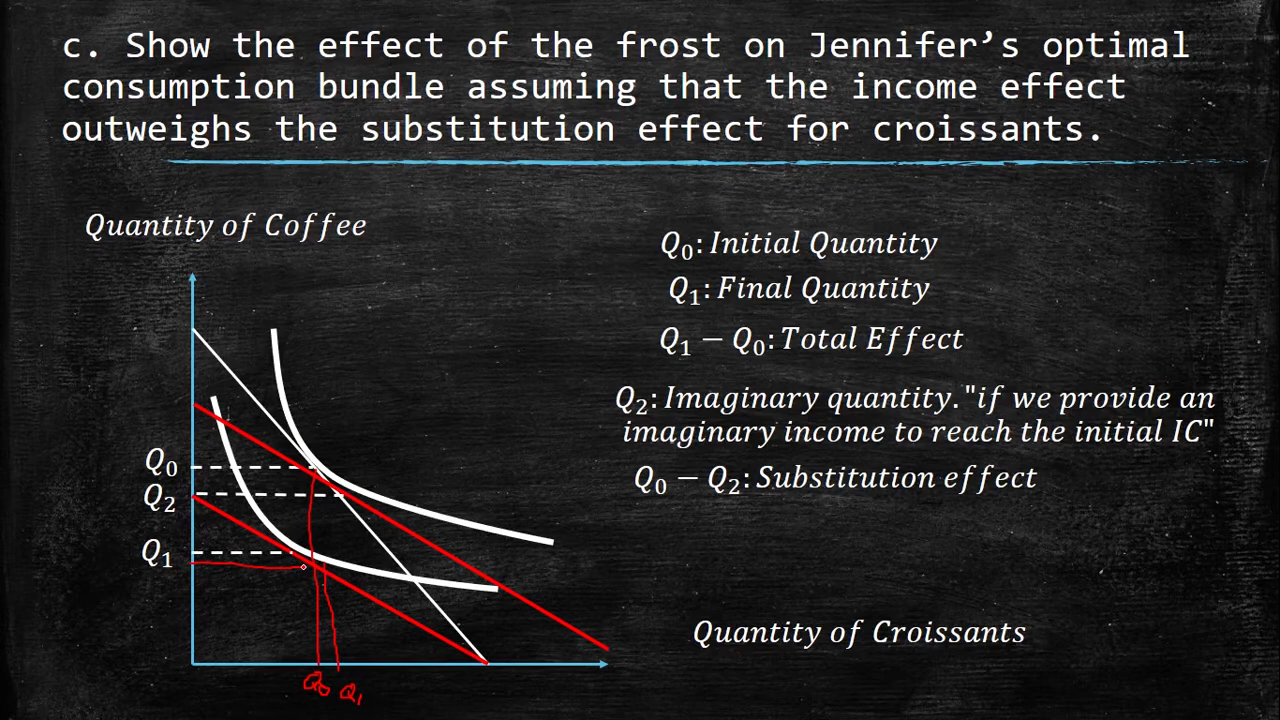 c. Show the effect of the frost on Jennifer’s optimal
consumption bundle assuming that the income effect
outweighs the substitution effect for croissants.
Quantity of Coffee
Q₀: Initial Quantity
Q₁: Final Quantity
Q₁ − Q₀: Total Effect
Q₂: Imaginary quantity. "if we provide an
imaginary income to reach the initial IC"
Q₀ − Q₂: Substitution effect
Q₀
Q₂
Q₁
Quantity of Croissants
Q₀ Q₁